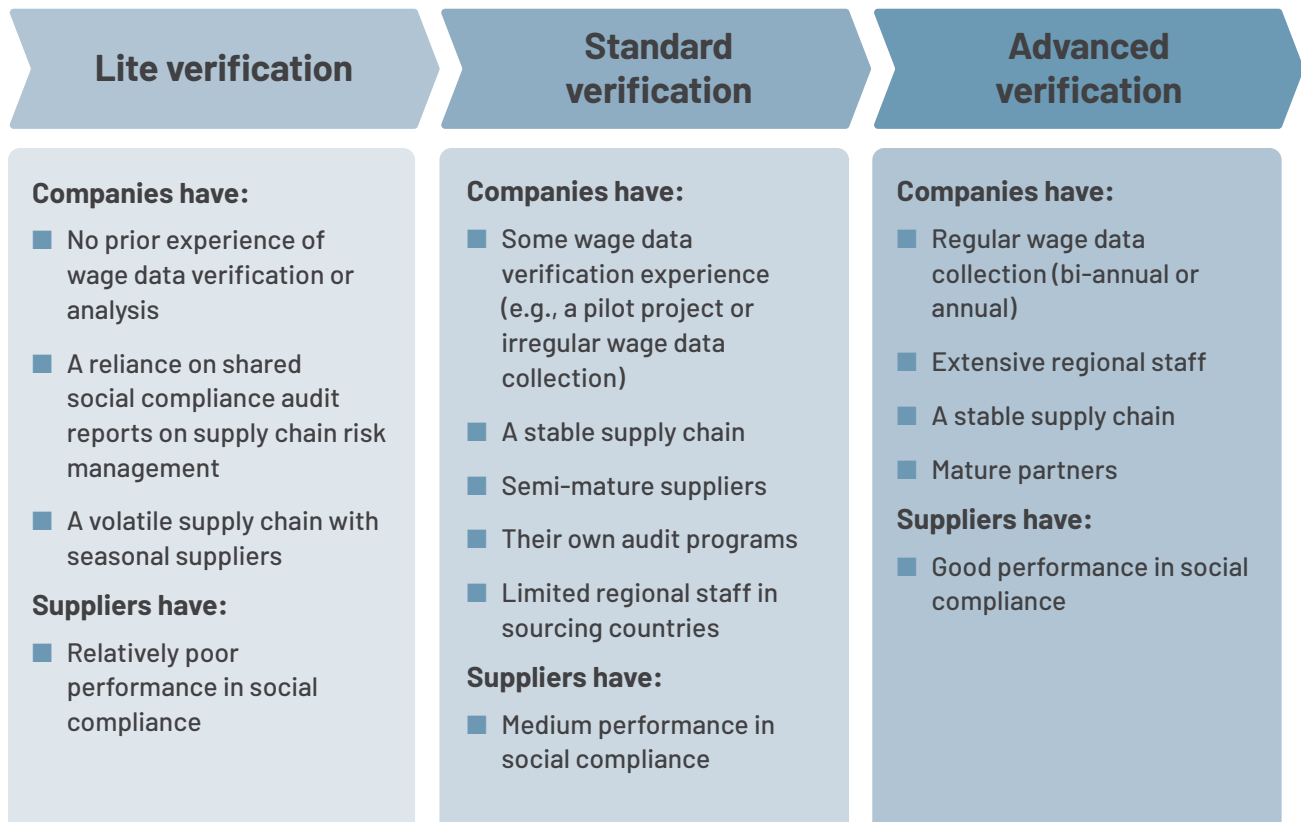 Lite verification
Standard
verification
Advanced
verification
Companies have:
No prior experience of
wage data verification or
analysis
A reliance on shared
social compliance audit
reports on supply chain risk
management
A volatile supply chain with
seasonal suppliers
Suppliers have:
Relatively poor
performance in social
compliance
Companies have:
Some wage data
verification experience
(e.g., a pilot project or
irregular wage data
collection)
A stable supply chain
Semi-mature suppliers
Their own audit programs
Limited regional staff in
sourcing countries
Suppliers have:
Medium performance in
social compliance
Companies have:
Regular wage data
collection (bi-annual or
annual)
Extensive regional staff
A stable supply chain
Mature partners
Suppliers have:
Good performance in social
compliance